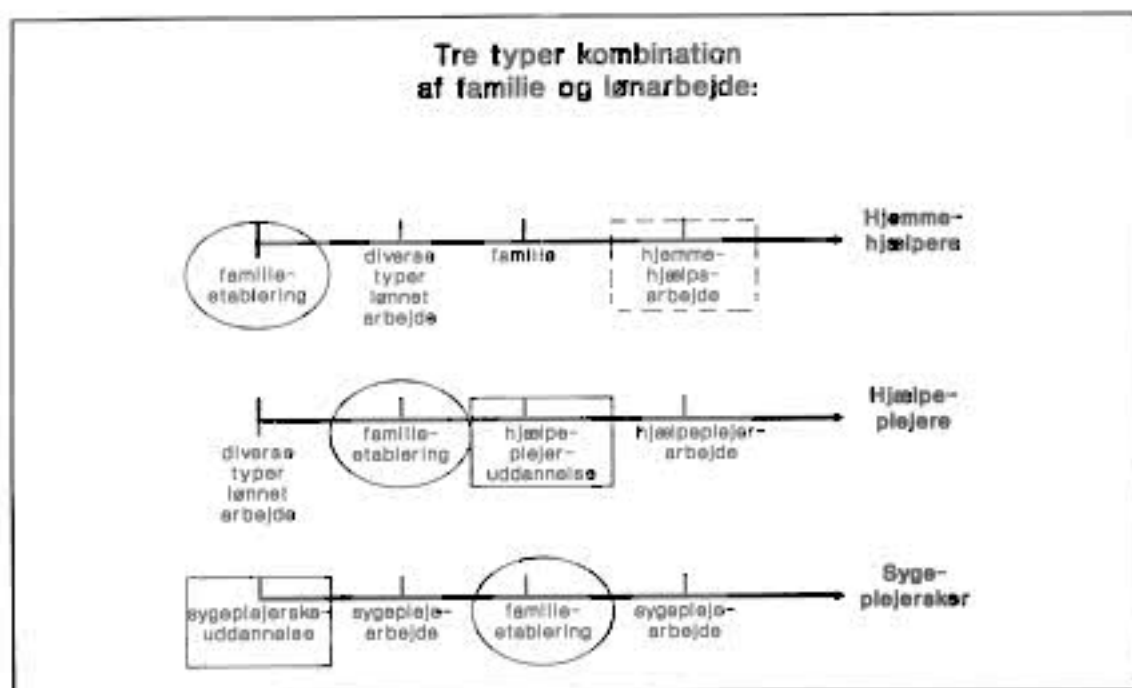 Tre typer kombination
af familie og lønarbejde:
familie-
etablering
diverse
typer
lønnet
arbejde
familie
hjemme-
hjælps-
arbejde
Hjemme-
hjælpere
diverse
typer
lønnet
arbejde
familie-
etablering
hjælpe-
plejer-
uddannelse
hjælpeplejer-
arbejde
Hjælpe-
plejere
sygeplejerske-
uddannelse
sygepleje-
arbejde
familie-
etablering
sygepleje-
arbejde
Syge-
plejersker